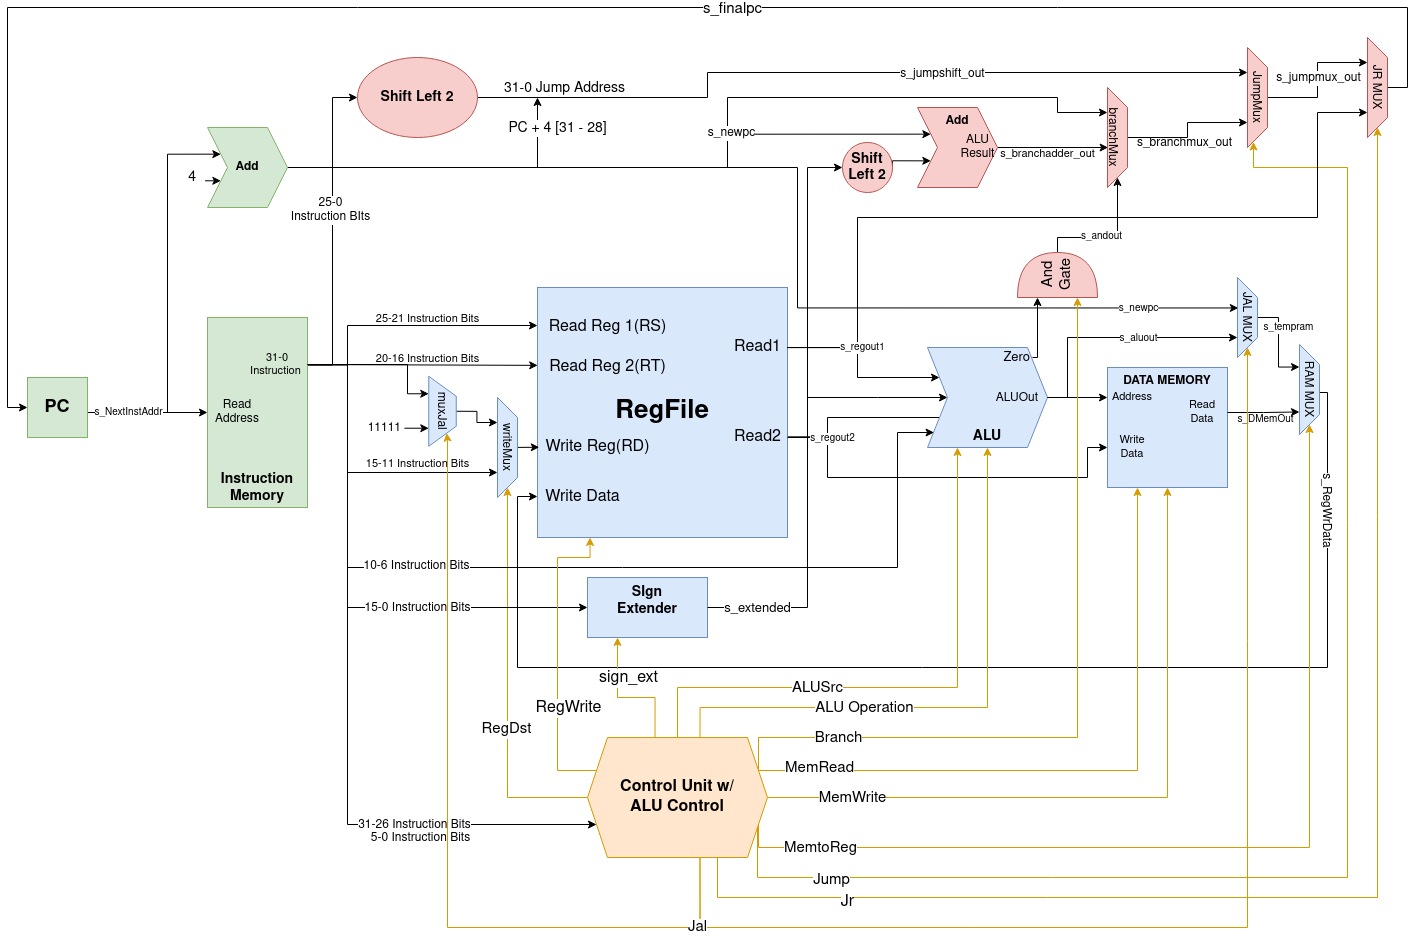 s_finalpc
Shift Left 2
31-0 Jump Address
s_jumpshift_out
JumpMux
s_jumpmux_out
JR MUX
PC + 4 [31 - 28]
s_newpc
Add
ALU
Result
s_branchadder_out
branchMux
s_branchmux_out
Add
4
Shift
Left 2
25-0
Instruction BIts
s_andout
And
Gate
25-21 Instruction Bits
Read Reg 1(RS)
s_newpc
JAL MUX
s_tempram
31-0
Instruction
20-16 Instruction Bits
Read Reg 2(RT)
Read1
s_regout1
Zero
s_aluout
RAM MUX
PC
s_NextInstAddr
Read
Address
Instruction
Memory
muxJal
11111
writeMux
RegFile
Write Reg(RD)
Read2
s_regout2
ALUOut
ALU
DATA MEMORY
Address
Read
Data
Write
Data
s_DMemOut
15-11 Instruction Bits
Write Data
s_RegWrData
10-6 Instruction Bits
15-0 Instruction Bits
SIgn
Extender
s_extended
sign_ext
RegWrite
RegDst
ALUSrc
ALU Operation
Branch
MemRead
MemWrite
Control Unit w/
ALU Control
31-26 Instruction Bits
5-0 Instruction Bits
MemtoReg
Jump
Jr
Jal